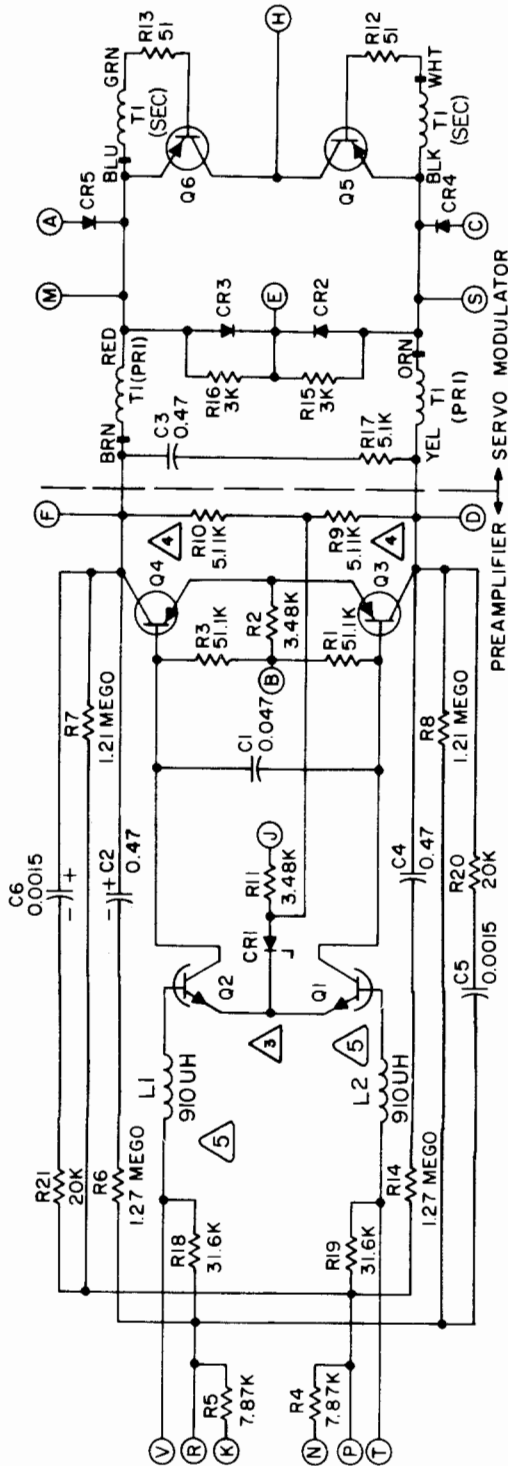 C6
0.0015
R21
20K
− +
R7
1.21 MEGO
R6
1.27 MEGO
− + C2
0.47
L1
910 UH
5
R18
31.6K
V
R
K
R5
7.87K
N
P
T
R4
7.87K
R19
31.6K
L2
910UH
5
3
Q2
Q1
CR1
R11
3.48K
J
C1
0.047
B
R3
51.1K
R2
3.48K
R1
51.1K
Q4
4
Q3
4
R10
5.11K
R9
5.11K
F
D
R14
1.27 MEGO
C4
0.47
R8
1.21 MEGO
R20
20K
C5
0.0015
PREAMPLIFIER
SERVO MODULATOR
BRN
T1(PRI)
RED
C3
0.47
R17
5.1K
YEL
T1
(PRI)
ORN
R16
3K
R15
3K
CR3
CR2
E
M
S
A
CR5
C
CR4
BLU
T1
(SEC)
GRN
R13
51
Q6
H
Q5
R12
51
BLK
T1
(SEC)
WHT